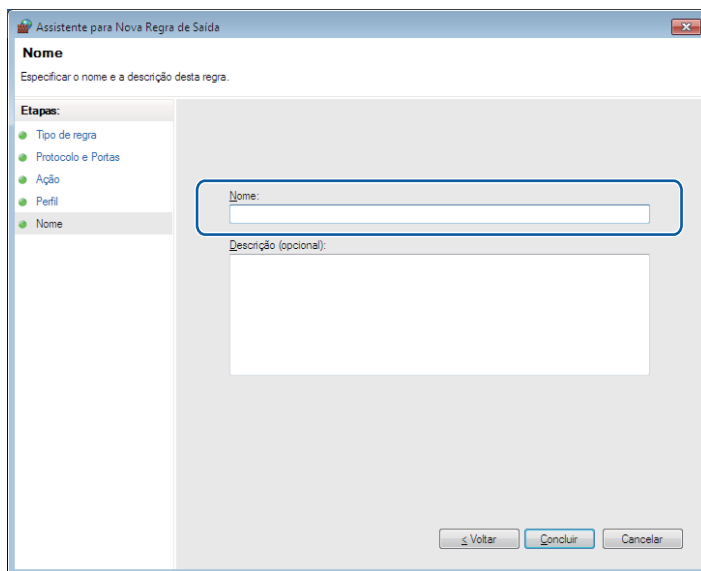 Assistente para Nova Regra de Saída
Nome
Especificar o nome e a descrição desta regra.
Etapas:
Tipo de regra
Protocolo e Portas
Ação
Perfil
Nome
Nome:
Descrição (opcional):
< Voltar
Concluir
Cancelar